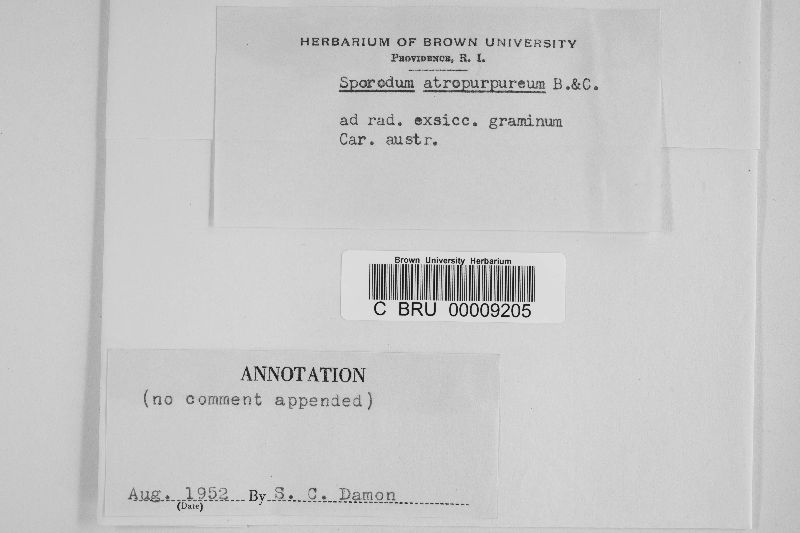 HERBARIUM OF BROWN UNIVERSITY
PROVIDENCE, R. I.
Sporodum atropurpureum B.&C.
ad rad. exsicc. graminum
Car. austr.
Brown University Herbarium
C BRU 00009205
ANNOTATION
(no comment appended)
Aug. 1952 By S. C. Damon
(Date)